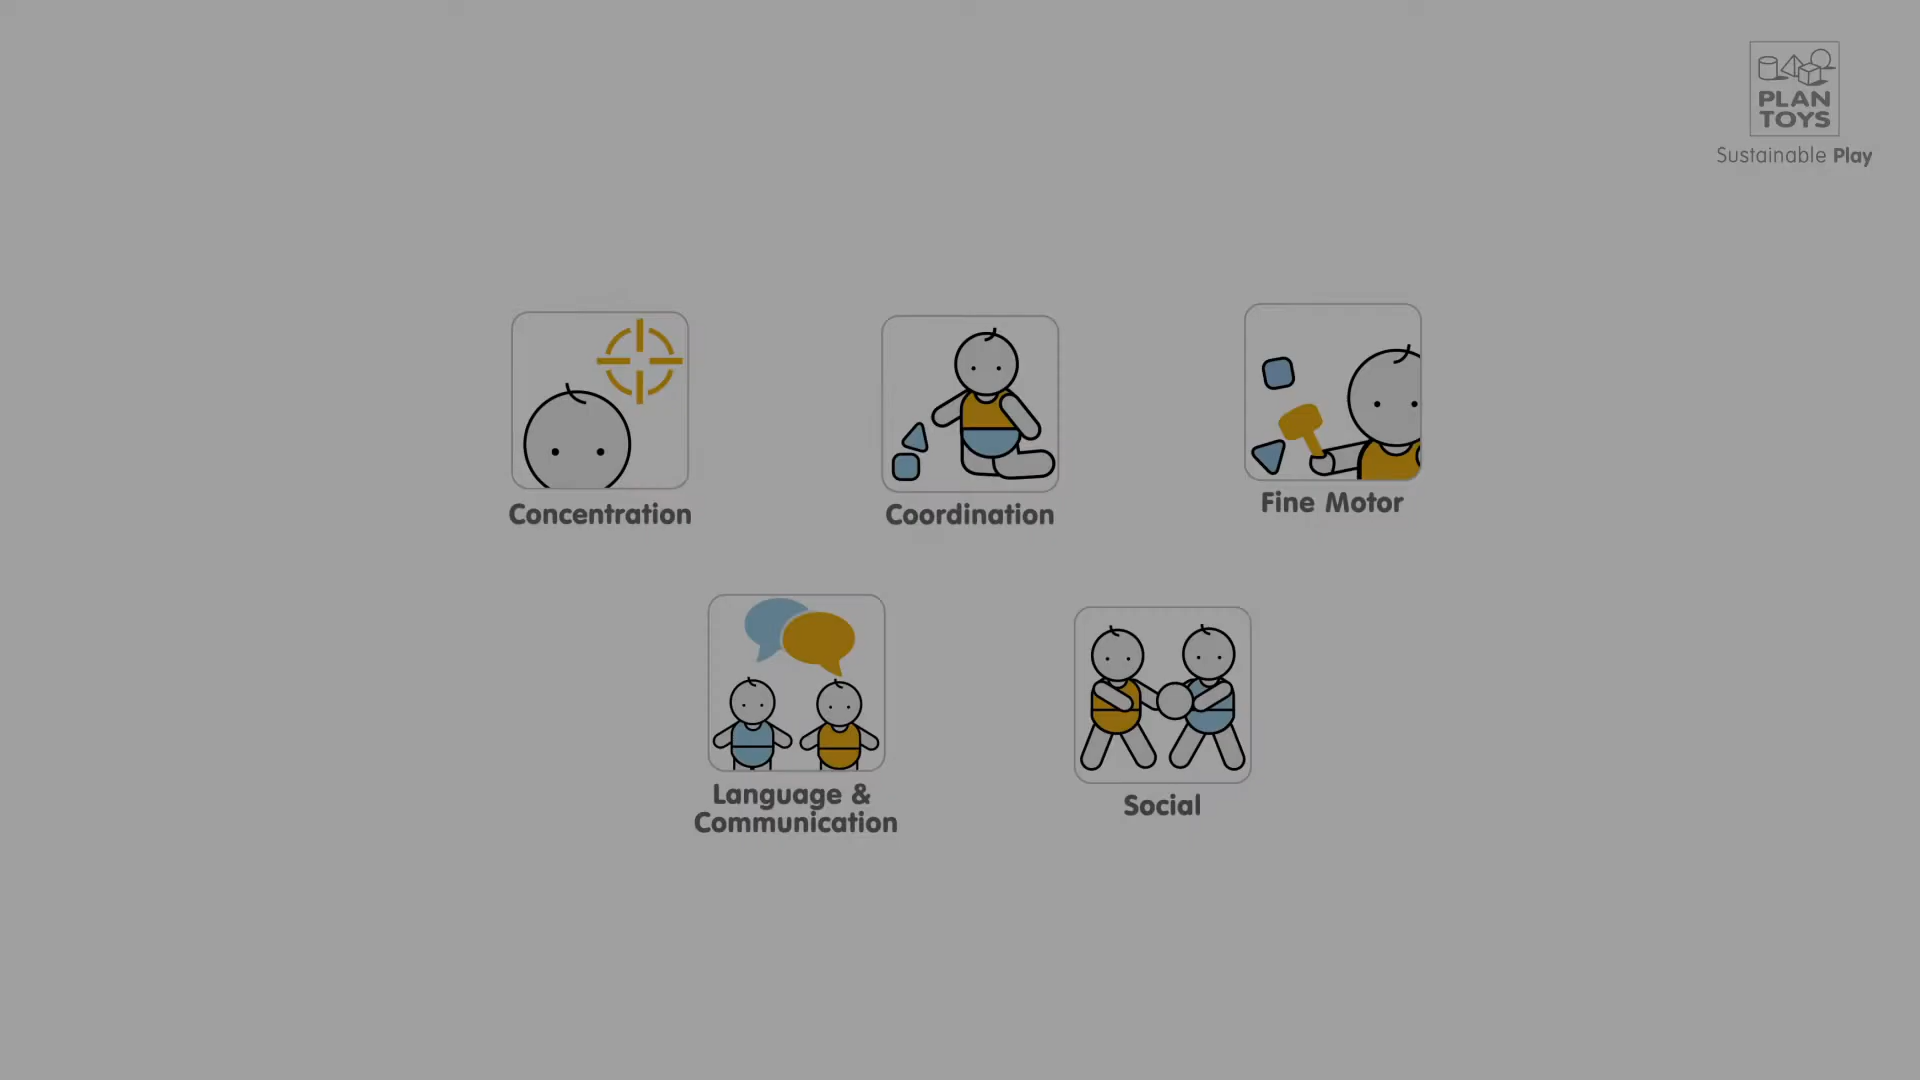 PLAN
TOYS
Sustainable Play
Concentration
Coordination
Fine Motor
Language &
Communication
Social